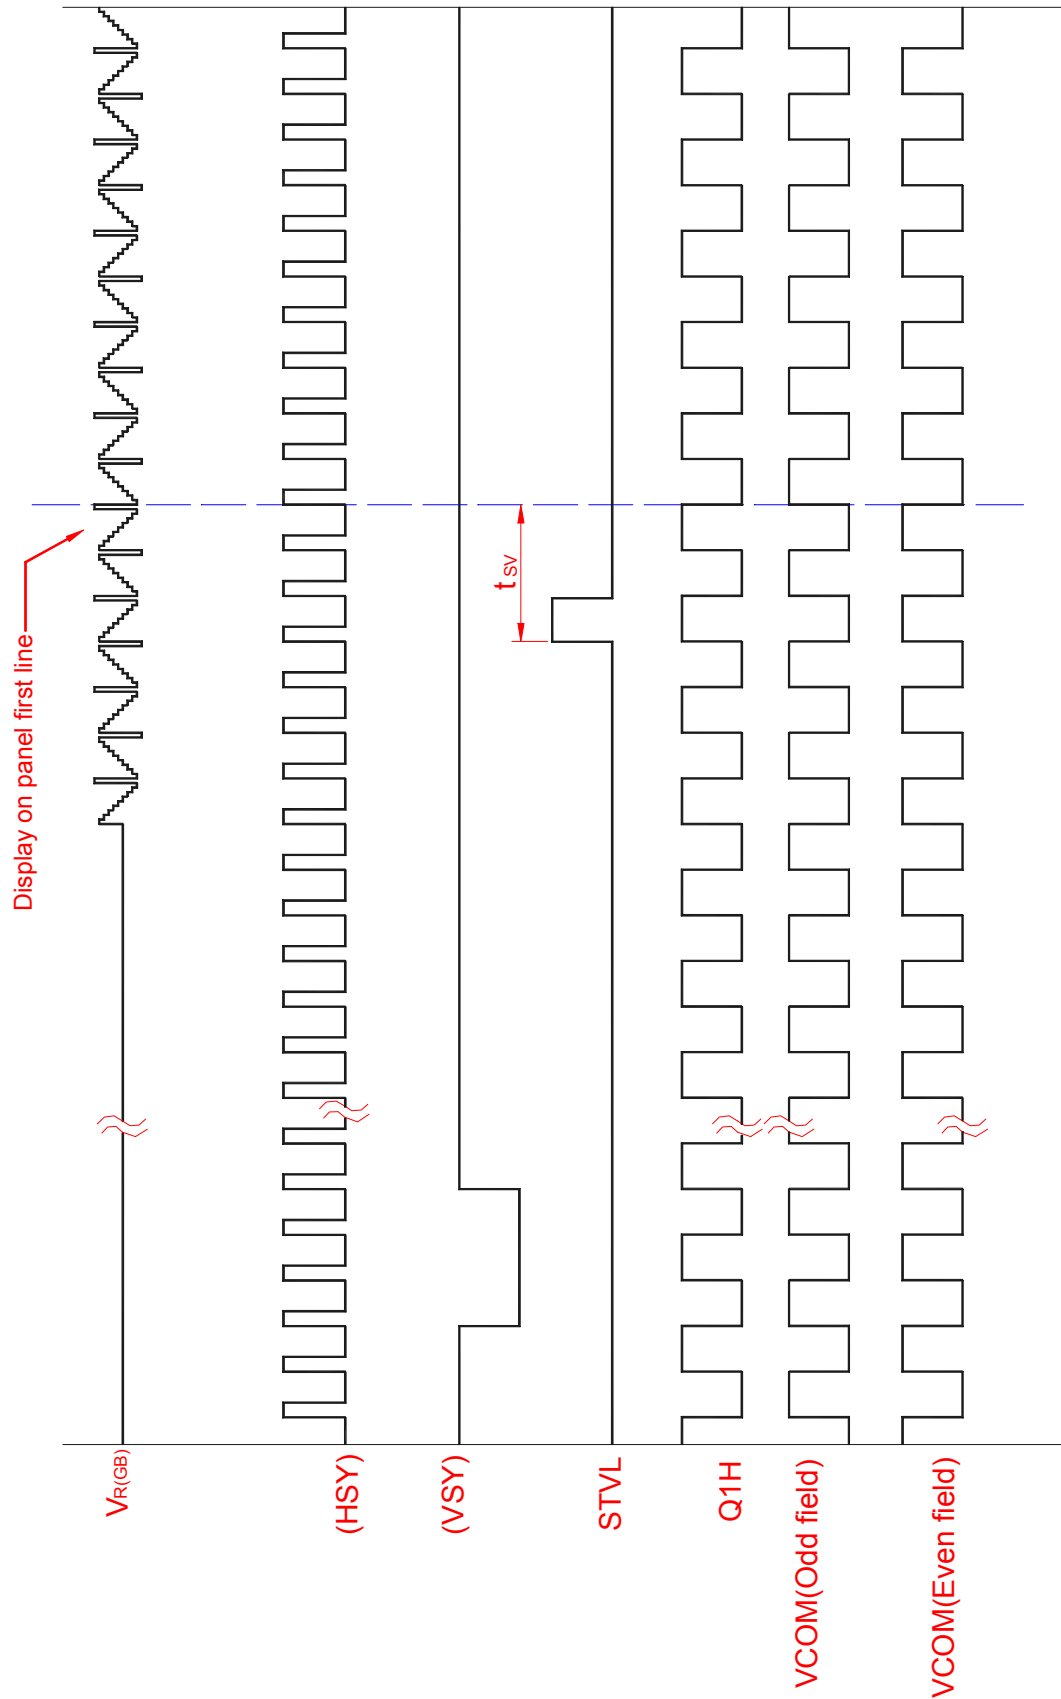 Display on panel first line
VR(GB)
(HSY)
(VSY)
tSV
STVL
Q1H
VCOM(Odd field)
VCOM(Even field)